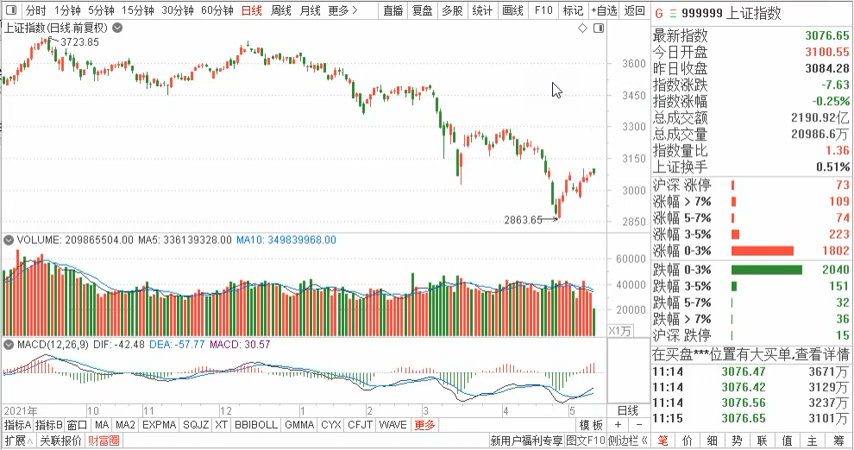 分时 1分钟 5分钟 15分钟 30分钟 60分钟 日线 周线 月线 更多 直播 复盘 多股 统计 画线 F10 标记 +自选 返回
G 999999 上证指数
上证指数(日线.前复权)
3723.85
3600
3450
3300
3150
3000
2850
2863.65
最新指数 3076.65
今日开盘 3100.55
昨日收盘 3084.28
指数涨跌 -7.63
指数涨幅 -0.25%
总成交额 2190.92亿
总成交量 20986.6万
指数量比 1.36
上证换手 0.51%
沪深 涨停 73
涨幅 > 7% 109
涨幅 5-7% 74
涨幅 3-5% 223
涨幅 0-3% 1802
跌幅 0-3% 2040
跌幅 3-5% 151
跌幅 5-7% 32
跌幅 > 7% 36
沪深 跌停 15
在买盘***位置有大买单,查看详情
11:14 3076.47 3671万
11:14 3076.42 3129万
11:14 3076.56 3237万
11:15 3076.65 3101万
VOLUME: 209865504.00 MA5: 336139328.00 MA10: 349839968.00
60000
40000
20000
X1万
MACD(12,26,9) DIF: -42.48 DEA: -57.77 MACD: 30.57
2021年 10 11 12 2 3 4 5 日线
指标A 指标B 窗口 MA MA2 EXPMA SQJZ XT BBIBOLL GMMA CYX CFJT WAVE 更多 模板 + -
扩展∧ 关联报价 财富圈 新用户福利专享 图文F10 侧边栏《 笔 价 细 势 联 值 主 筹